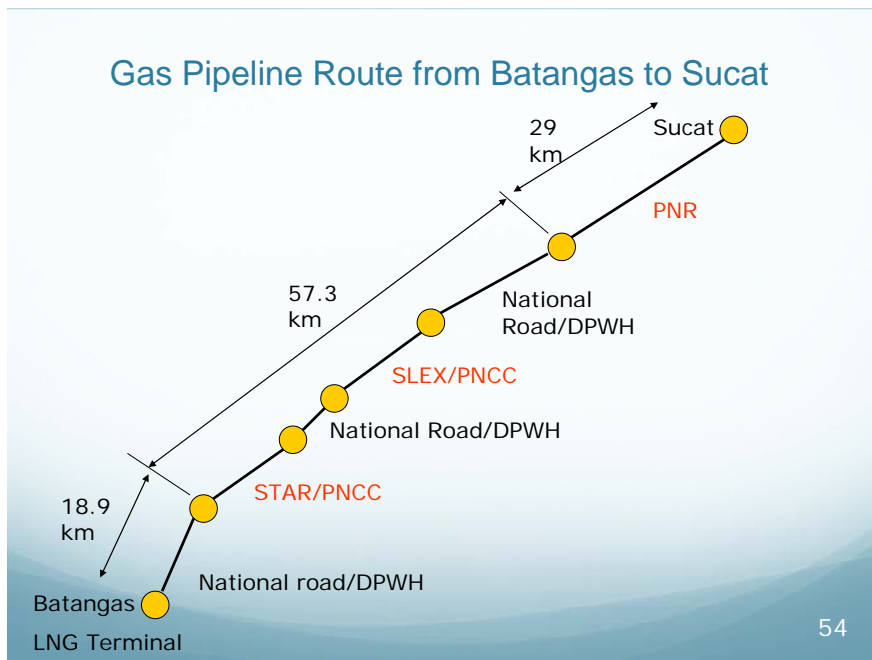 Gas Pipeline Route from Batangas to Sucat
29
km
Sucat
PNR
57.3
km
National
Road/DPWH
SLEX/PNCC
National Road/DPWH
STAR/PNCC
18.9
km
National road/DPWH
Batangas
LNG Terminal
54